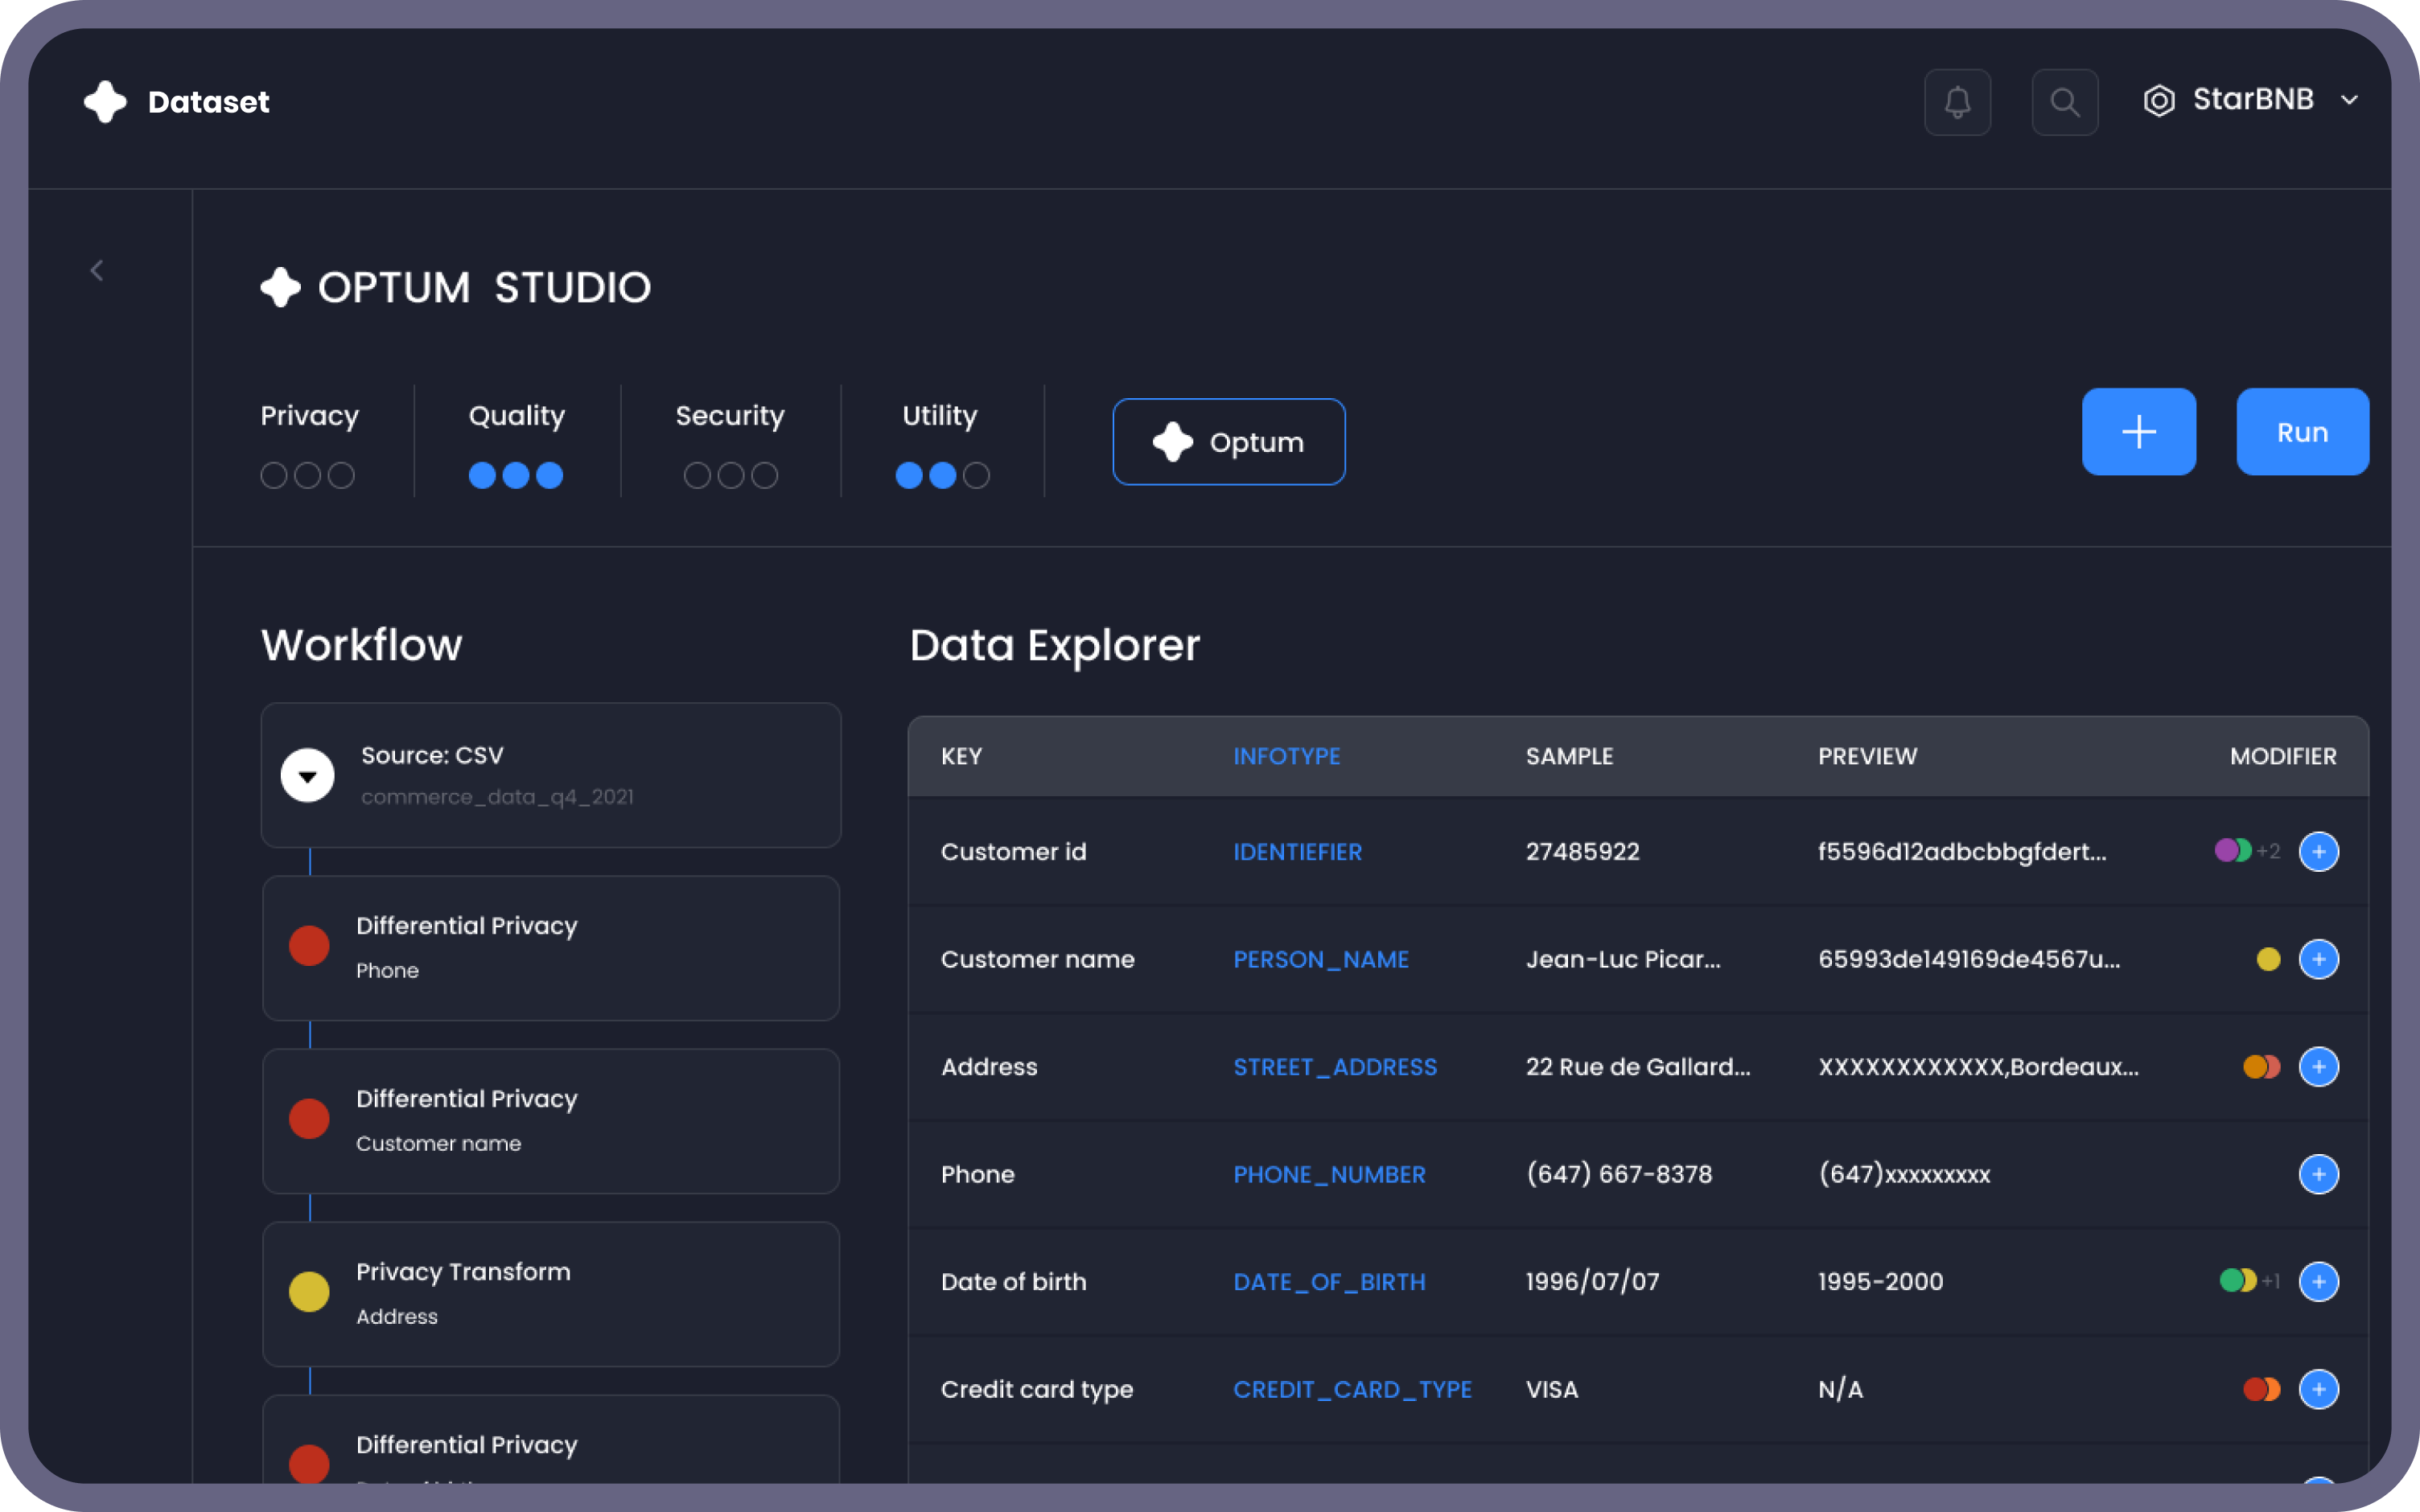 Dataset
StarBNB
OPTUM STUDIO
Privacy Quality Security Utility
Optum
Run
Workflow
Source: CSV
commerce_data_q4_2021
Differential Privacy
Phone
Differential Privacy
Customer name
Privacy Transform
Address
Differential Privacy
Data Explorer
KEY INFOTYPE SAMPLE PREVIEW MODIFIER
Customer id IDENTIEFIER 27485922 f5596d12adbcbbgfdert... +2
Customer name PERSON_NAME Jean-Luc Picar... 65993de149169de4567u...
Address STREET_ADDRESS 22 Rue de Gallard... XXXXXXXXXXXX,Bordeaux...
Phone PHONE_NUMBER (647) 667-8378 (647)xxxxxxxxx
Date of birth DATE_OF_BIRTH 1996/07/07 1995-2000 +1
Credit card type CREDIT_CARD_TYPE VISA N/A